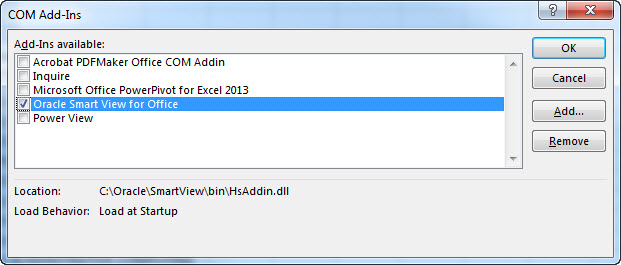 COM Add-Ins
Add-Ins available:
Acrobat PDFMaker Office COM Addin
Inquire
Microsoft Office PowerPivot for Excel 2013
Oracle Smart View for Office
Power View
OK
Cancel
Add...
Remove
Location: C:\Oracle\SmartView\bin\HsAddin.dll
Load Behavior: Load at Startup